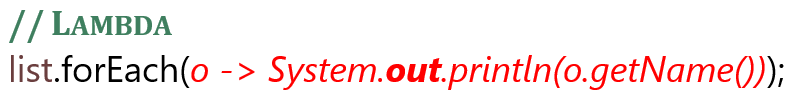 // LAMBDA
list.forEach(o -> System.out.println(o.getName()));